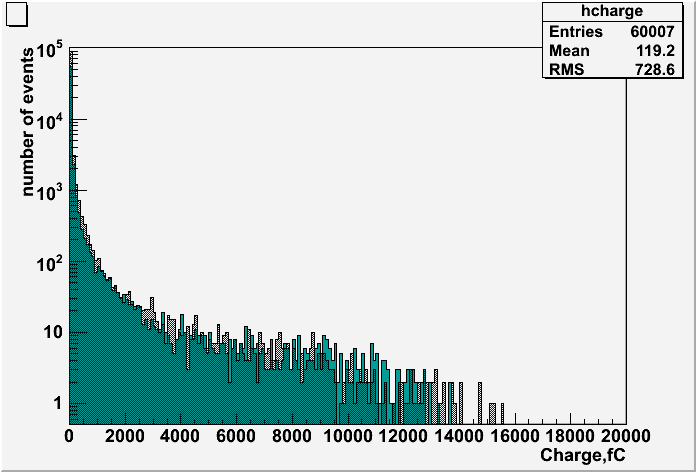 hcharge
Entries 60007
Mean 119.2
RMS 728.6
number of events
10^5
10^4
10^3
10^2
10
1
0 2000 4000 6000 8000 10000 12000 14000 16000 18000 20000
Charge,fC